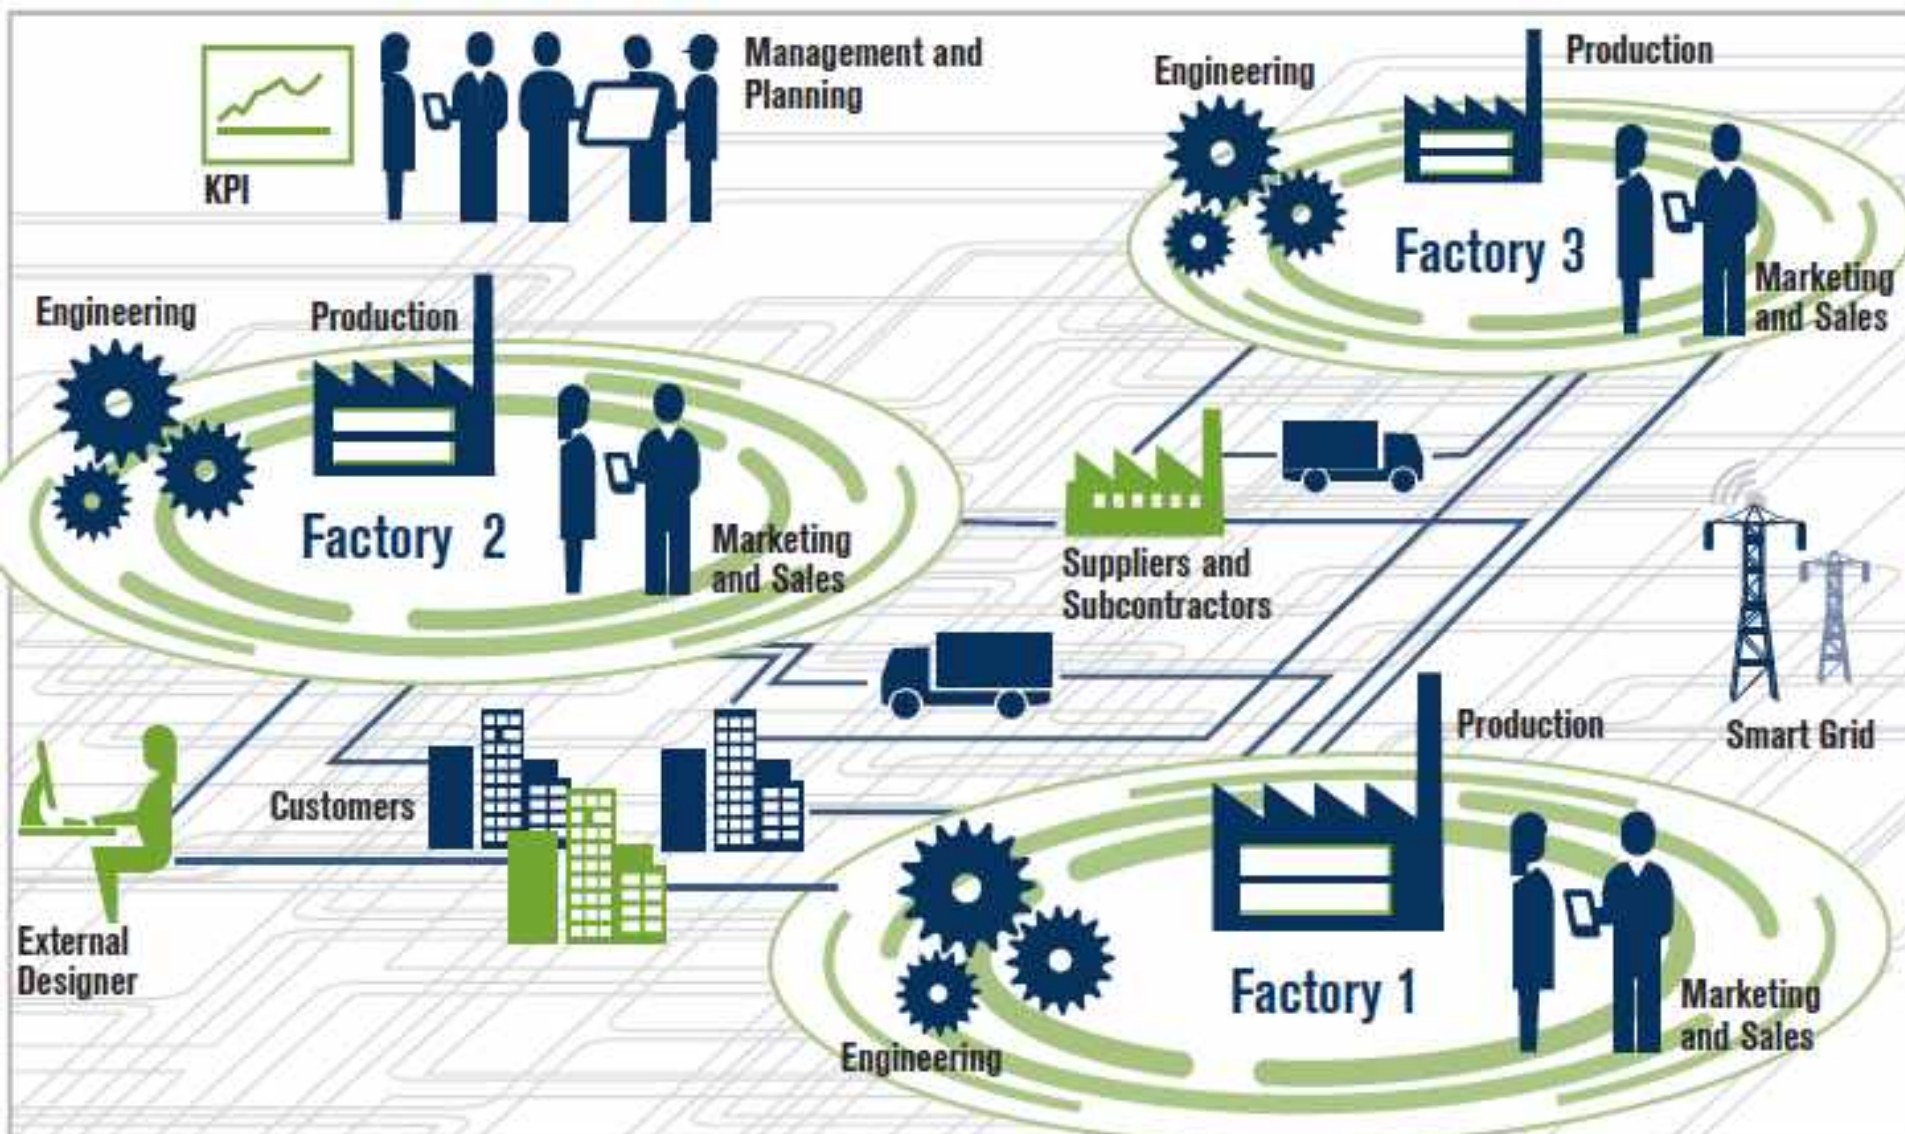 Management and
Planning
KPI
Engineering
Production
Factory 3
Marketing
and Sales
Engineering
Production
Factory 2
Marketing
and Sales
Suppliers and
Subcontractors
Smart Grid
Customers
External
Designer
Production
Factory 1
Engineering
Marketing
and Sales